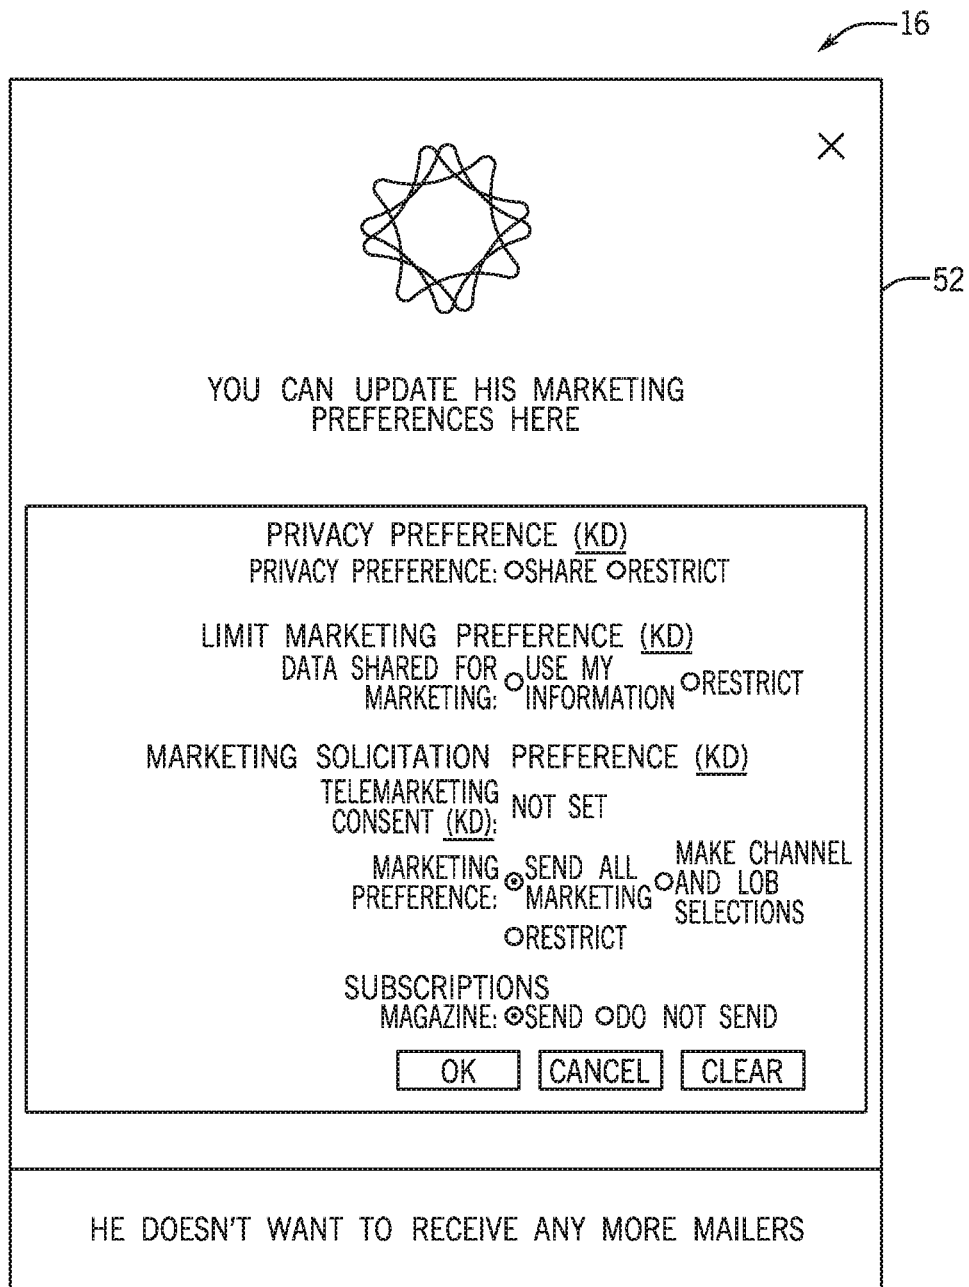 16
52
YOU CAN UPDATE HIS MARKETING
PREFERENCES HERE
PRIVACY PREFERENCE (KD)
PRIVACY PREFERENCE: SHARE RESTRICT
LIMIT MARKETING PREFERENCE (KD)
DATA SHARED FOR MARKETING: USE MY INFORMATION RESTRICT
MARKETING SOLICITATION PREFERENCE (KD)
TELEMARKETING CONSENT (KD): NOT SET
MARKETING PREFERENCE: SEND ALL MARKETING MAKE CHANNEL AND LOB SELECTIONS
RESTRICT
SUBSCRIPTIONS
MAGAZINE: SEND DO NOT SEND
OK CANCEL CLEAR
HE DOESN'T WANT TO RECEIVE ANY MORE MAILERS